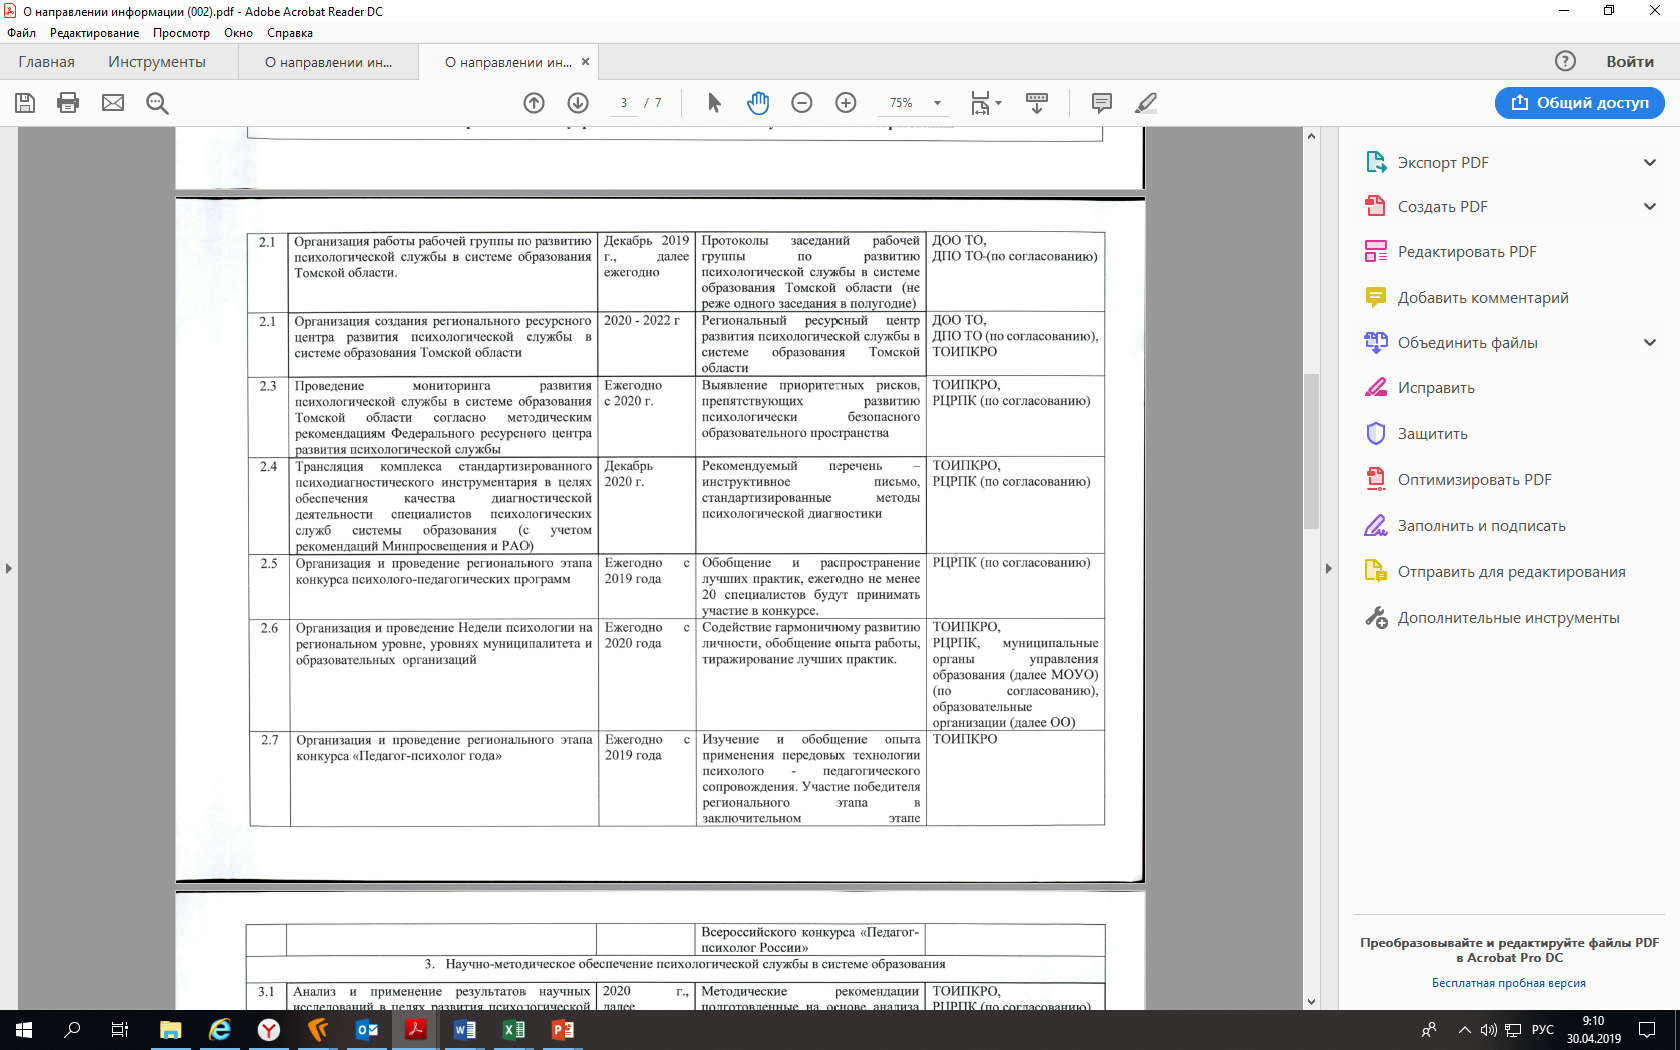 О направлении информации (002).pdf - Adobe Acrobat Reader DC
Файл Редактирование Просмотр Окно Справка
Главная Инструменты О направлении ин... О направлении ин... ×
? Войти
3 / 7
75%
Общий доступ
2.1 Организация работы рабочей группы по развитию
психологической службы в системе образования
Томской области.
Декабрь 2019
г., далее
ежегодно
Протоколы заседаний рабочей
группы по развитию
психологической службы в системе
образования Томской области (не
реже одного заседания в полугодие)
ДОО ТО,
ДПО ТО-(по согласованию)
2.1 Организация создания регионального ресурсного
центра развития психологической службы в
системе образования Томской области
2020 - 2022 г
Региональный ресурсный центр
развития психологической службы в
системе образования Томской
области
ДОО ТО,
ДПО ТО (по согласованию),
ТОИПКРО
2.3 Проведение мониторинга развития
психологической службы в системе образования
Томской области согласно методическим
рекомендациям Федерального ресурсного центра
развития психологической службы
Ежегодно
с 2020 г.
Выявление приоритетных рисков,
препятствующих развитию
психологически безопасного
образовательного пространства
ТОИПКРО,
РЦРПК (по согласованию)
2.4 Трансляция комплекса стандартизированного
психодиагностического инструментария в целях
обеспечения качества диагностической
деятельности специалистов психологических
служб системы образования (с учетом
рекомендаций Минпросвещения и РАО)
Декабрь
2020 г.
Рекомендуемый перечень –
инструктивное письмо,
стандартизированные методы
психологической диагностики
ТОИПКРО,
РЦРПК (по согласованию)
2.5 Организация и проведение регионального этапа
конкурса психолого-педагогических программ
Ежегодно с
2019 года
Обобщение и распространение
лучших практик, ежегодно не менее
20 специалистов будут принимать
участие в конкурсе.
РЦРПК (по согласованию)
2.6 Организация и проведение Недели психологии на
региональном уровне, уровнях муниципалитета и
образовательных организаций
Ежегодно с
2020 года
Содействие гармоничному развитию
личности, обобщение опыта работы,
тиражирование лучших практик.
ТОИПКРО,
РЦРПК, муниципальные
органы управления
образования (далее МОУО)
(по согласованию),
образовательные
организации (далее ОО)
2.7 Организация и проведение регионального этапа
конкурса «Педагог-психолог года»
Ежегодно с
2019 года
Изучение и обобщение опыта
применения передовых технологии
психолого - педагогического
сопровождения. Участие победителя
регионального этапа в
заключительном этапе
ТОИПКРО
Всероссийского конкурса «Педагог-
психолог России»
3. Научно-методическое обеспечение психологической службы в системе образования
3.1 Анализ и применение результатов научных
исследований в целях развития психологической
2020 г.,
далее
Методические рекомендации
подготовленные на основе анализа
ТОИПКРО,
РЦРПК (по согласованию)
Экспорт PDF
Создать PDF
Редактировать PDF
Добавить комментарий
Объединить файлы
Исправить
Защитить
Оптимизировать PDF
Заполнить и подписать
Отправить для редактирования
Дополнительные инструменты
Преобразовывайте и редактируйте файлы PDF
в Acrobat Pro DC
Бесплатная пробная версия
РУС
9:10
30.04.2019